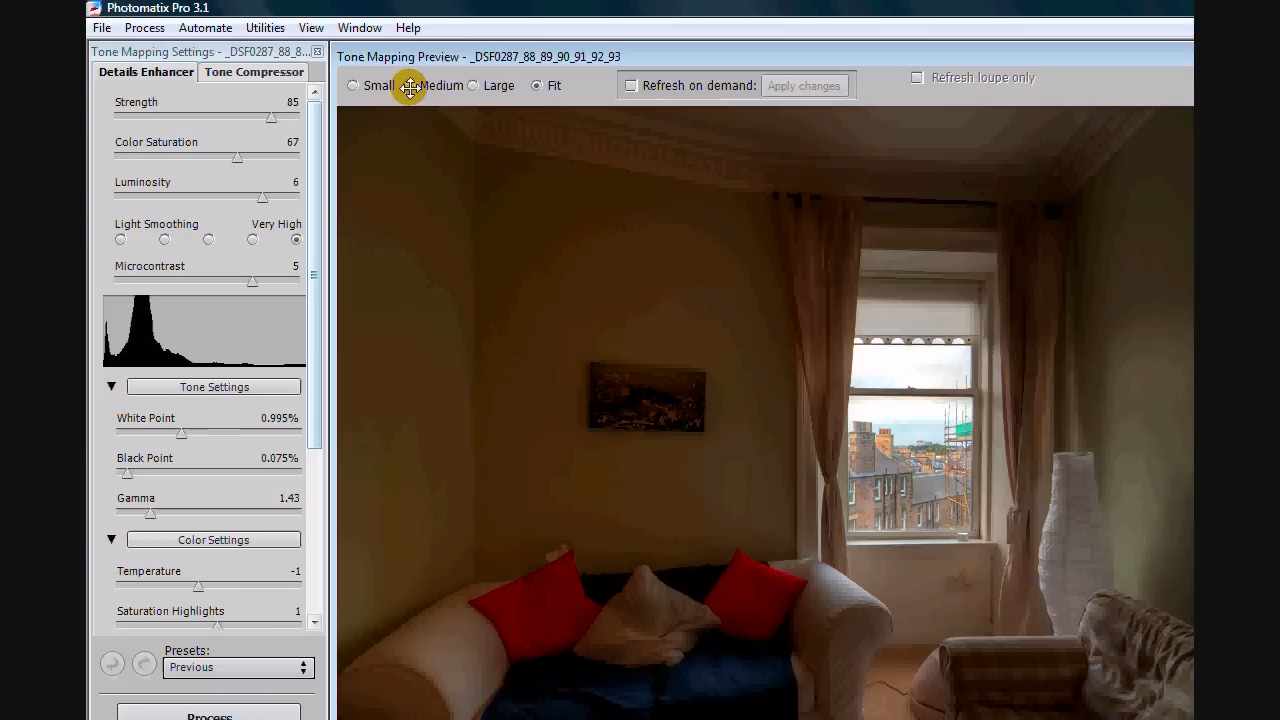 Photomatix Pro 3.1
File Process Automate Utilities View Window Help
Tone Mapping Settings - _DSF0287_88_8...
Details Enhancer Tone Compressor
Strength 85
Color Saturation 67
Luminosity 6
Light Smoothing Very High
Microcontrast 5
Tone Settings
White Point 0.995%
Black Point 0.075%
Gamma 1.43
Color Settings
Temperature -1
Saturation Highlights 1
Presets:
Previous
Process
Tone Mapping Preview - _DSF0287_88_89_90_91_92_93
Small Medium Large Fit Refresh on demand: Apply changes Refresh loupe only